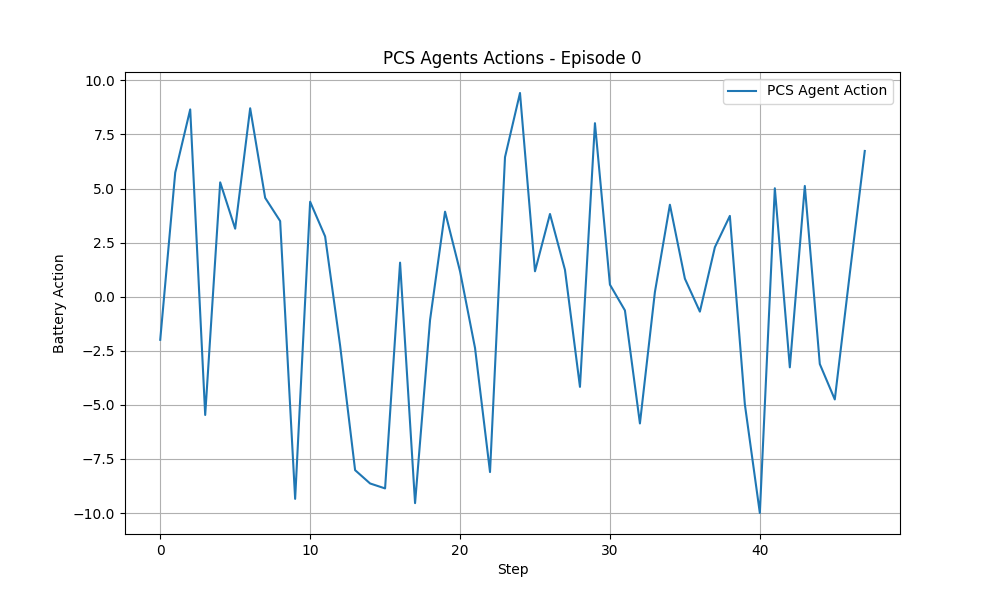 PCS Agents Actions - Episode 0
PCS Agent Action
Battery Action
10.0
7.5
5.0
2.5
0.0
−2.5
−5.0
−7.5
−10.0
0 10 20 30 40
Step